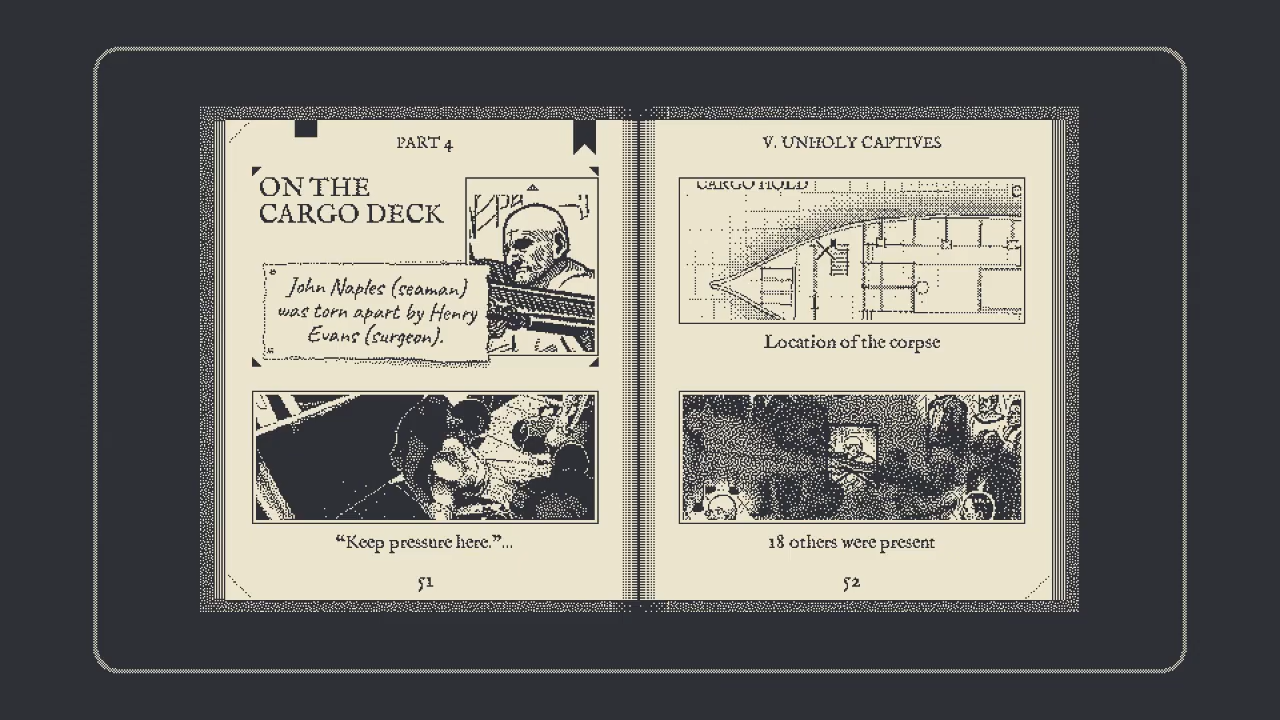 PART 4
ON THE
CARGO DECK
John Naples (seaman)
was torn apart by Henry
Evans (surgeon).
“Keep pressure here.”...
51
V. UNHOLY CAPTIVES
CARGO HOLD
Location of the corpse
18 others were present
52